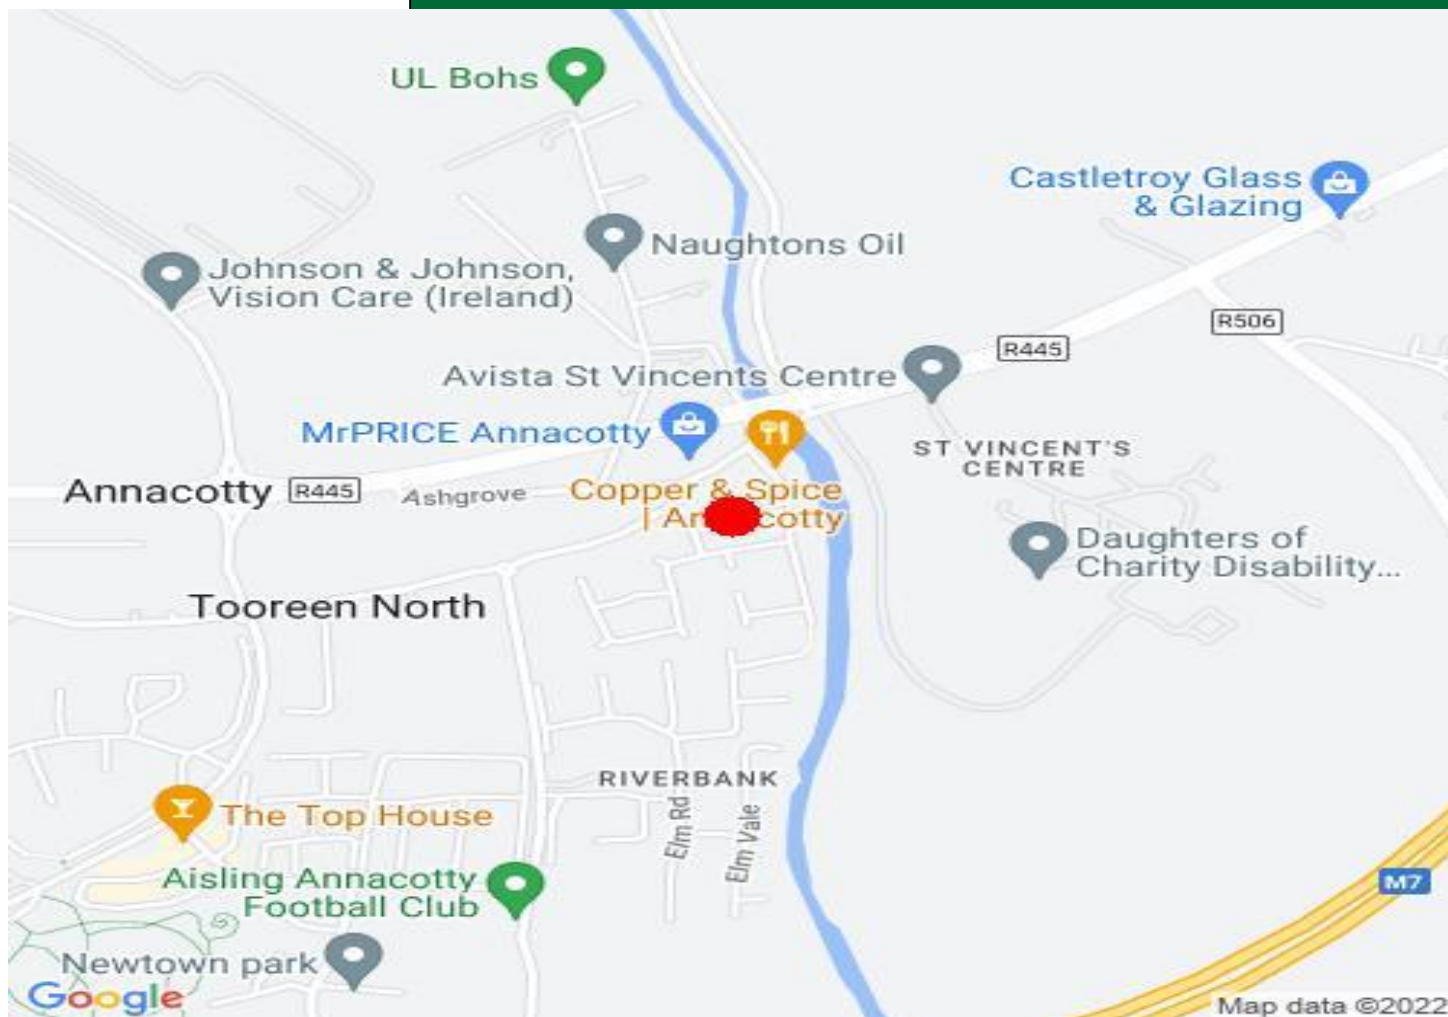 UL Bohs
Castletroy Glass
& Glazing
Naughtons Oil
Johnson & Johnson,
Vision Care (Ireland)
R506
R445
Avista St Vincents Centre
MrPRICE Annacotty
ST VINCENT'S
CENTRE
Annacotty
R445
Ashgrove
Copper & Spice
| Annacotty
Daughters of
Charity Disability...
Tooreen North
RIVERBANK
Elm Rd
Elm Vale
The Top House
Aisling Annacotty
Football Club
M7
Newtown park
Google
Map data ©2022